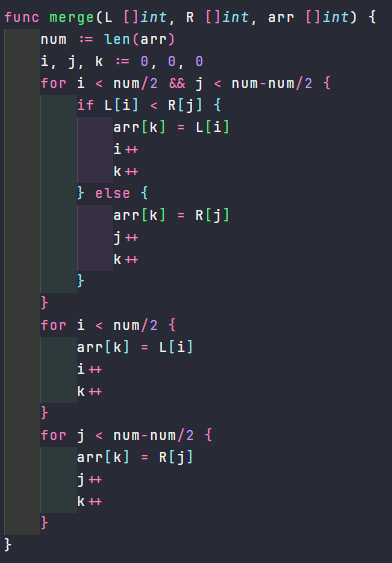 func merge(L []int, R []int, arr []int) {
    num := len(arr)
    i, j, k := 0, 0, 0
    for i < num/2 && j < num-num/2 {
        if L[i] < R[j] {
            arr[k] = L[i]
            i++
            k++
        } else {
            arr[k] = R[j]
            j++
            k++
        }
    }
    for i < num/2 {
        arr[k] = L[i]
        i++
        k++
    }
    for j < num-num/2 {
        arr[k] = R[j]
        j++
        k++
    }
}